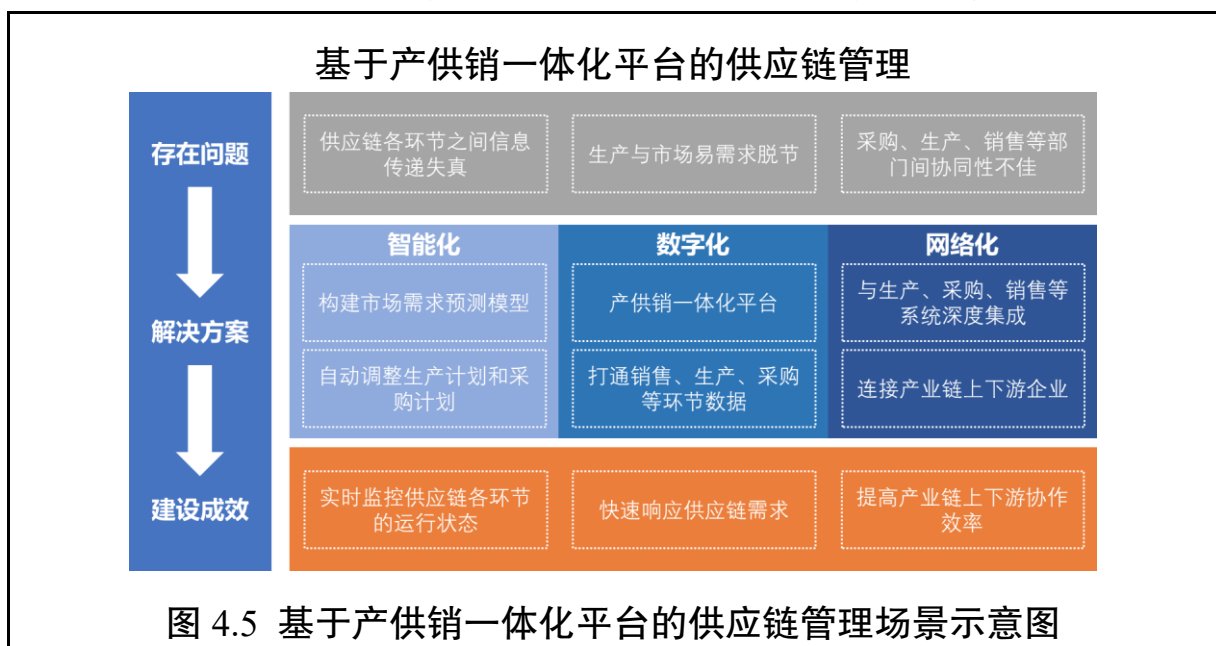 基于产供销一体化平台的供应链管理
存在问题
供应链各环节之间信息
传递失真
生产与市场易需求脱节
采购、生产、销售等部
门间协同性不佳
解决方案
智能化
构建市场需求预测模型
自动调整生产计划和采
购计划
数字化
产供销一体化平台
打通销售、生产、采购
等环节数据
网络化
与生产、采购、销售等
系统深度集成
连接产业链上下游企业
建设成效
实时监控供应链各环节
的运行状态
快速响应供应链需求
提高产业链上下游协作
效率
图 4.5 基于产供销一体化平台的供应链管理场景示意图